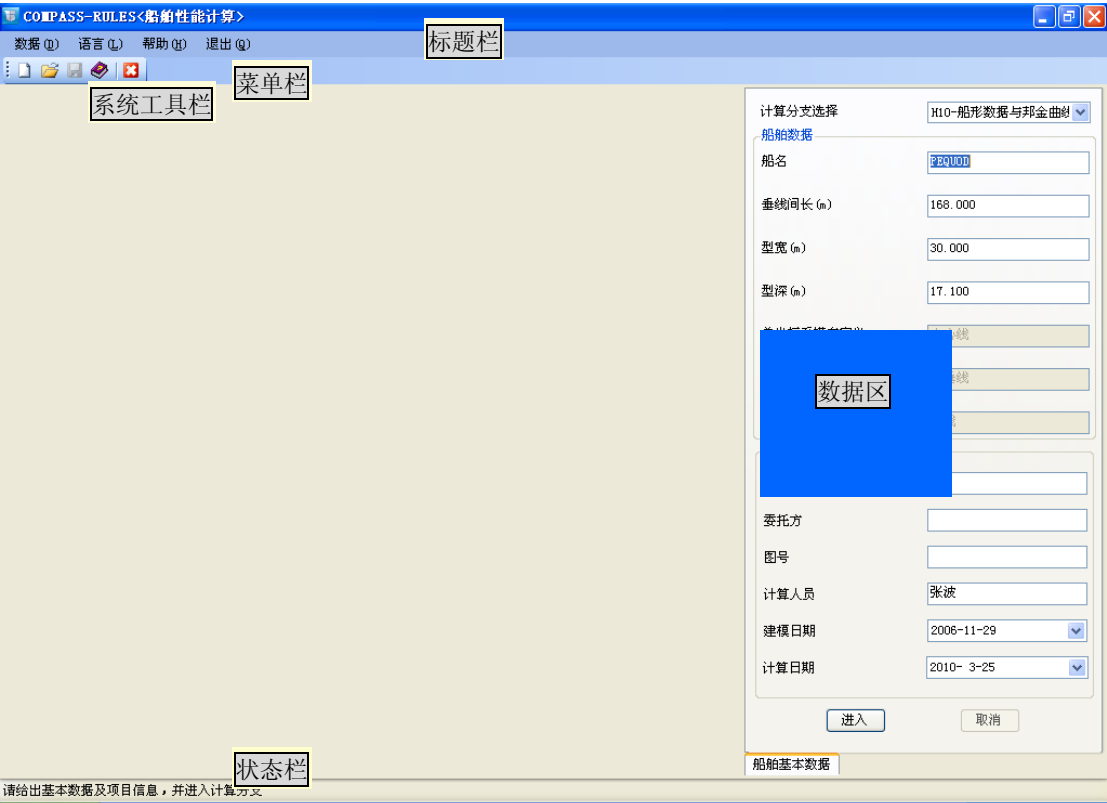 COMPASS-RULES<船舶性能计算>
标题栏
数据(D) 语言(L) 帮助(H) 退出(Q)
菜单栏
系统工具栏
计算分支选择 H10-船形数据与邦金曲
船舶数据
船名 PEQUOD
垂线间长(m) 168.000
型宽(m) 30.000
型深(m) 17.100
数据区
委托方
图号
计算人员 张波
建模日期 2006-11-29
计算日期 2010- 3-25
进入 取消
船舶基本数据
状态栏
请给出基本数据及项目信息,并进入计算分支